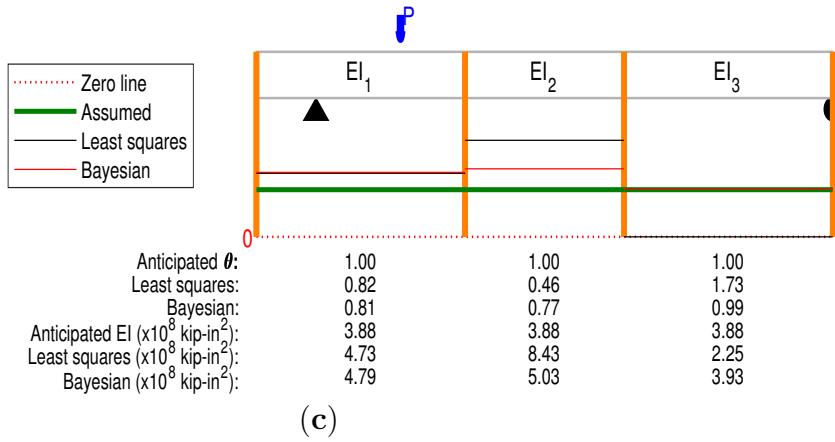 P
EI1 EI2 EI3
Zero line
Assumed
Least squares
Bayesian
0
Anticipated θ: 1.00 1.00 1.00
Least squares: 0.82 0.46 1.73
Bayesian: 0.81 0.77 0.99
Anticipated EI (x10^8 kip-in^2): 3.88 3.88 3.88
Least squares (x10^8 kip-in^2): 4.73 8.43 2.25
Bayesian (x10^8 kip-in^2): 4.79 5.03 3.93
(c)